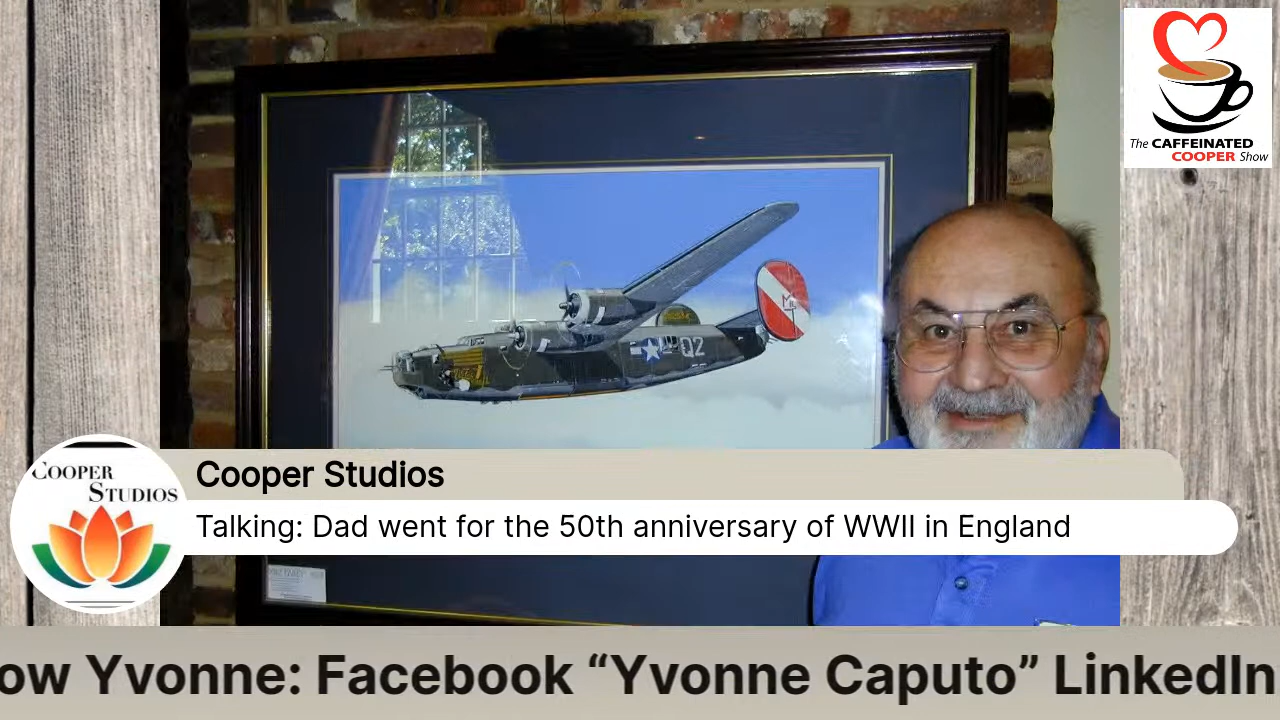 The CAFFEINATED
COOPER Show
Q2
COOPER
STUDIOS
Cooper Studios
Talking: Dad went for the 50th anniversary of WWII in England
ow Yvonne: Facebook “Yvonne Caputo” LinkedIn